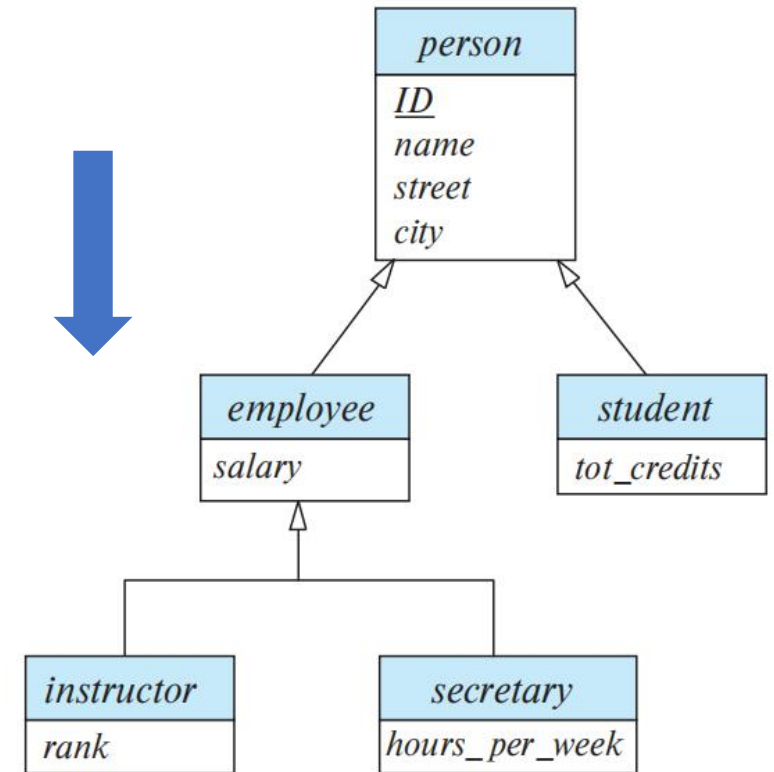 person
ID
name
street
city
employee
salary
student
tot_credits
instructor
rank
secretary
hours_per_week